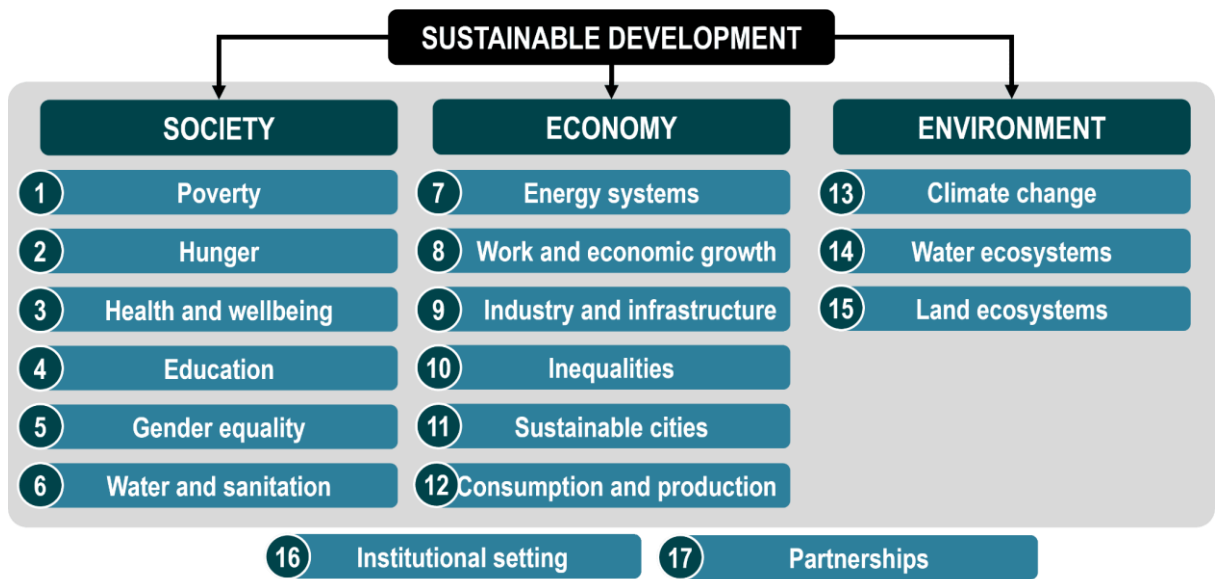 SUSTAINABLE DEVELOPMENT
SOCIETY
1 Poverty
2 Hunger
3 Health and wellbeing
4 Education
5 Gender equality
6 Water and sanitation
ECONOMY
7 Energy systems
8 Work and economic growth
9 Industry and infrastructure
10 Inequalities
11 Sustainable cities
12 Consumption and production
ENVIRONMENT
13 Climate change
14 Water ecosystems
15 Land ecosystems
16 Institutional setting
17 Partnerships